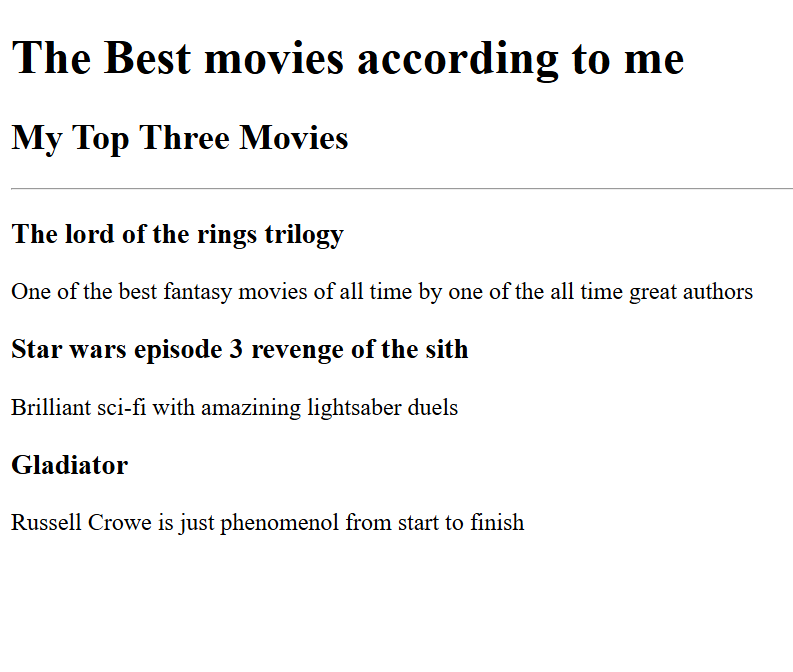 The Best movies according to me
My Top Three Movies
The lord of the rings trilogy
One of the best fantasy movies of all time by one of the all time great authors
Star wars episode 3 revenge of the sith
Brilliant sci-fi with amazining lightsaber duels
Gladiator
Russell Crowe is just phenomenol from start to finish